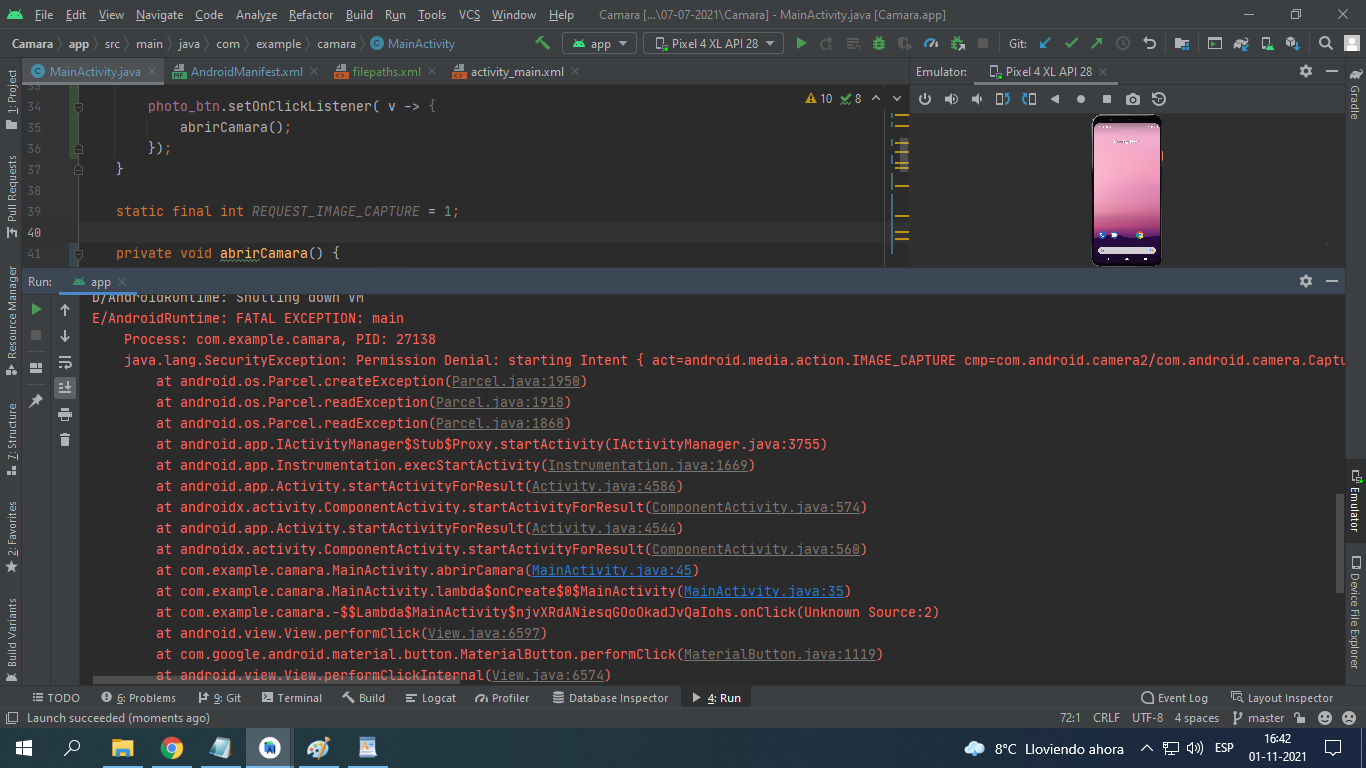 File Edit View Navigate Code Analyze Refactor Build Run Tools VCS Window Help Camara [...\07-07-2021\Camara] - MainActivity.java [Camara.app]
Camara app src main java com example camara MainActivity app Pixel 4 XL API 28 Git:
MainActivity.java AndroidManifest.xml filepaths.xml activity_main.xml Emulator: Pixel 4 XL API 28
1: Project
Pull Requests
Resource Manager
7: Structure
2: Favorites
Build Variants
33
34 photo_btn.setOnClickListener( v -> {
35 abrirCamara();
36 });
37 }
38
39 static final int REQUEST_IMAGE_CAPTURE = 1;
40
41 private void abrirCamara() {
10 8
Gradle
Emulator
Device File Explorer
Run: app
D/AndroidRuntime: Shutting down VM
E/AndroidRuntime: FATAL EXCEPTION: main
Process: com.example.camara, PID: 27138
java.lang.SecurityException: Permission Denial: starting Intent { act=android.media.action.IMAGE_CAPTURE cmp=com.android.camera2/com.android.camera.Captu
at android.os.Parcel.createException(Parcel.java:1950)
at android.os.Parcel.readException(Parcel.java:1918)
at android.os.Parcel.readException(Parcel.java:1868)
at android.app.IActivityManager$Stub$Proxy.startActivity(IActivityManager.java:3755)
at android.app.Instrumentation.execStartActivity(Instrumentation.java:1669)
at android.app.Activity.startActivityForResult(Activity.java:4586)
at androidx.activity.ComponentActivity.startActivityForResult(ComponentActivity.java:574)
at android.app.Activity.startActivityForResult(Activity.java:4544)
at androidx.activity.ComponentActivity.startActivityForResult(ComponentActivity.java:560)
at com.example.camara.MainActivity.abrirCamara(MainActivity.java:45)
at com.example.camara.MainActivity.lambda$onCreate$0$MainActivity(MainActivity.java:35)
at com.example.camara.-$$Lambda$MainActivity$njvXRdANiesqGOoOkadJvQaIohs.onClick(Unknown Source:2)
at android.view.View.performClick(View.java:6597)
at com.google.android.material.button.MaterialButton.performClick(MaterialButton.java:1119)
at android.view.View.performClickInternal(View.java:6574)
TODO 6: Problems 9: Git Terminal Build Logcat Profiler Database Inspector 4: Run Event Log Layout Inspector
Launch succeeded (moments ago) 72:1 CRLF UTF-8 4 spaces master
8°C Lloviendo ahora ESP 16:42
01-11-2021